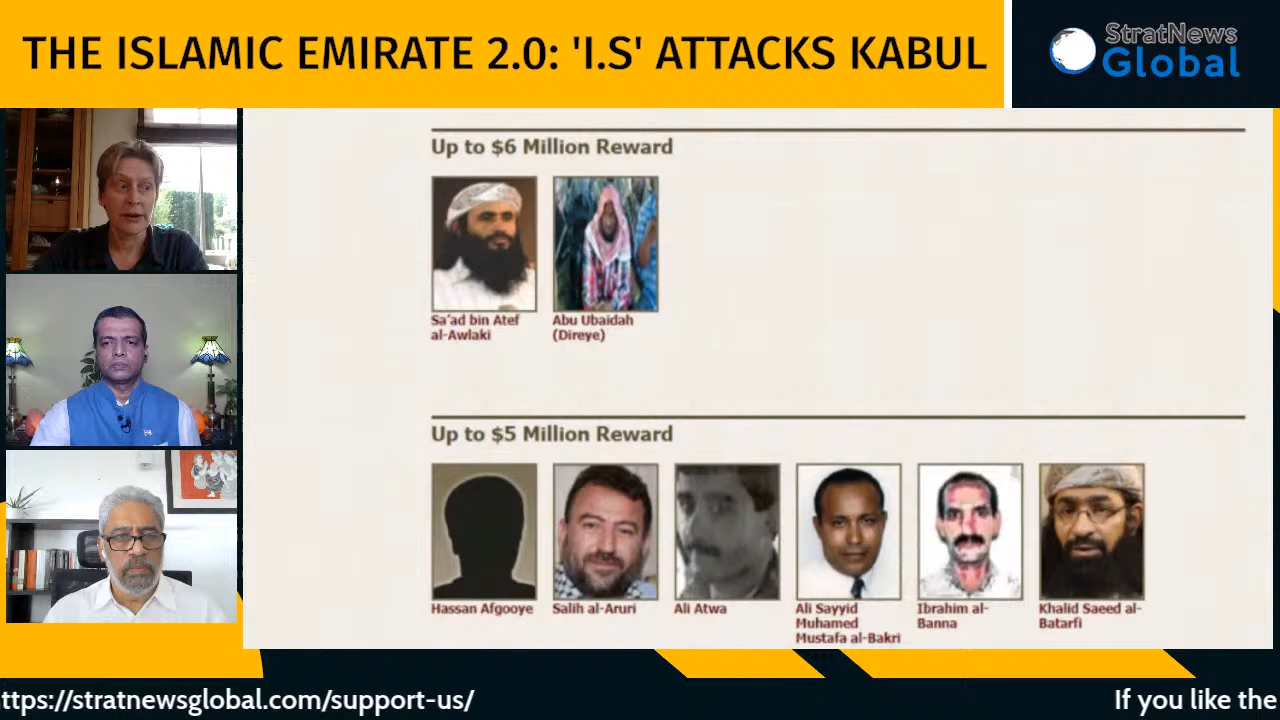 THE ISLAMIC EMIRATE 2.0: 'I.S' ATTACKS KABUL
StratNews
Global
Up to $6 Million Reward
Sa'ad bin Atef
al-Awlaki
Abu Ubaidah
(Direye)
Up to $5 Million Reward
Hassan Afgooye
Salih al-Aruri
Ali Atwa
Ali Sayyid
Muhamed
Mustafa al-Bakri
Ibrahim al-
Banna
Khalid Saeed al-
Batarfi
ttps://stratnewsglobal.com/support-us/
If you like the